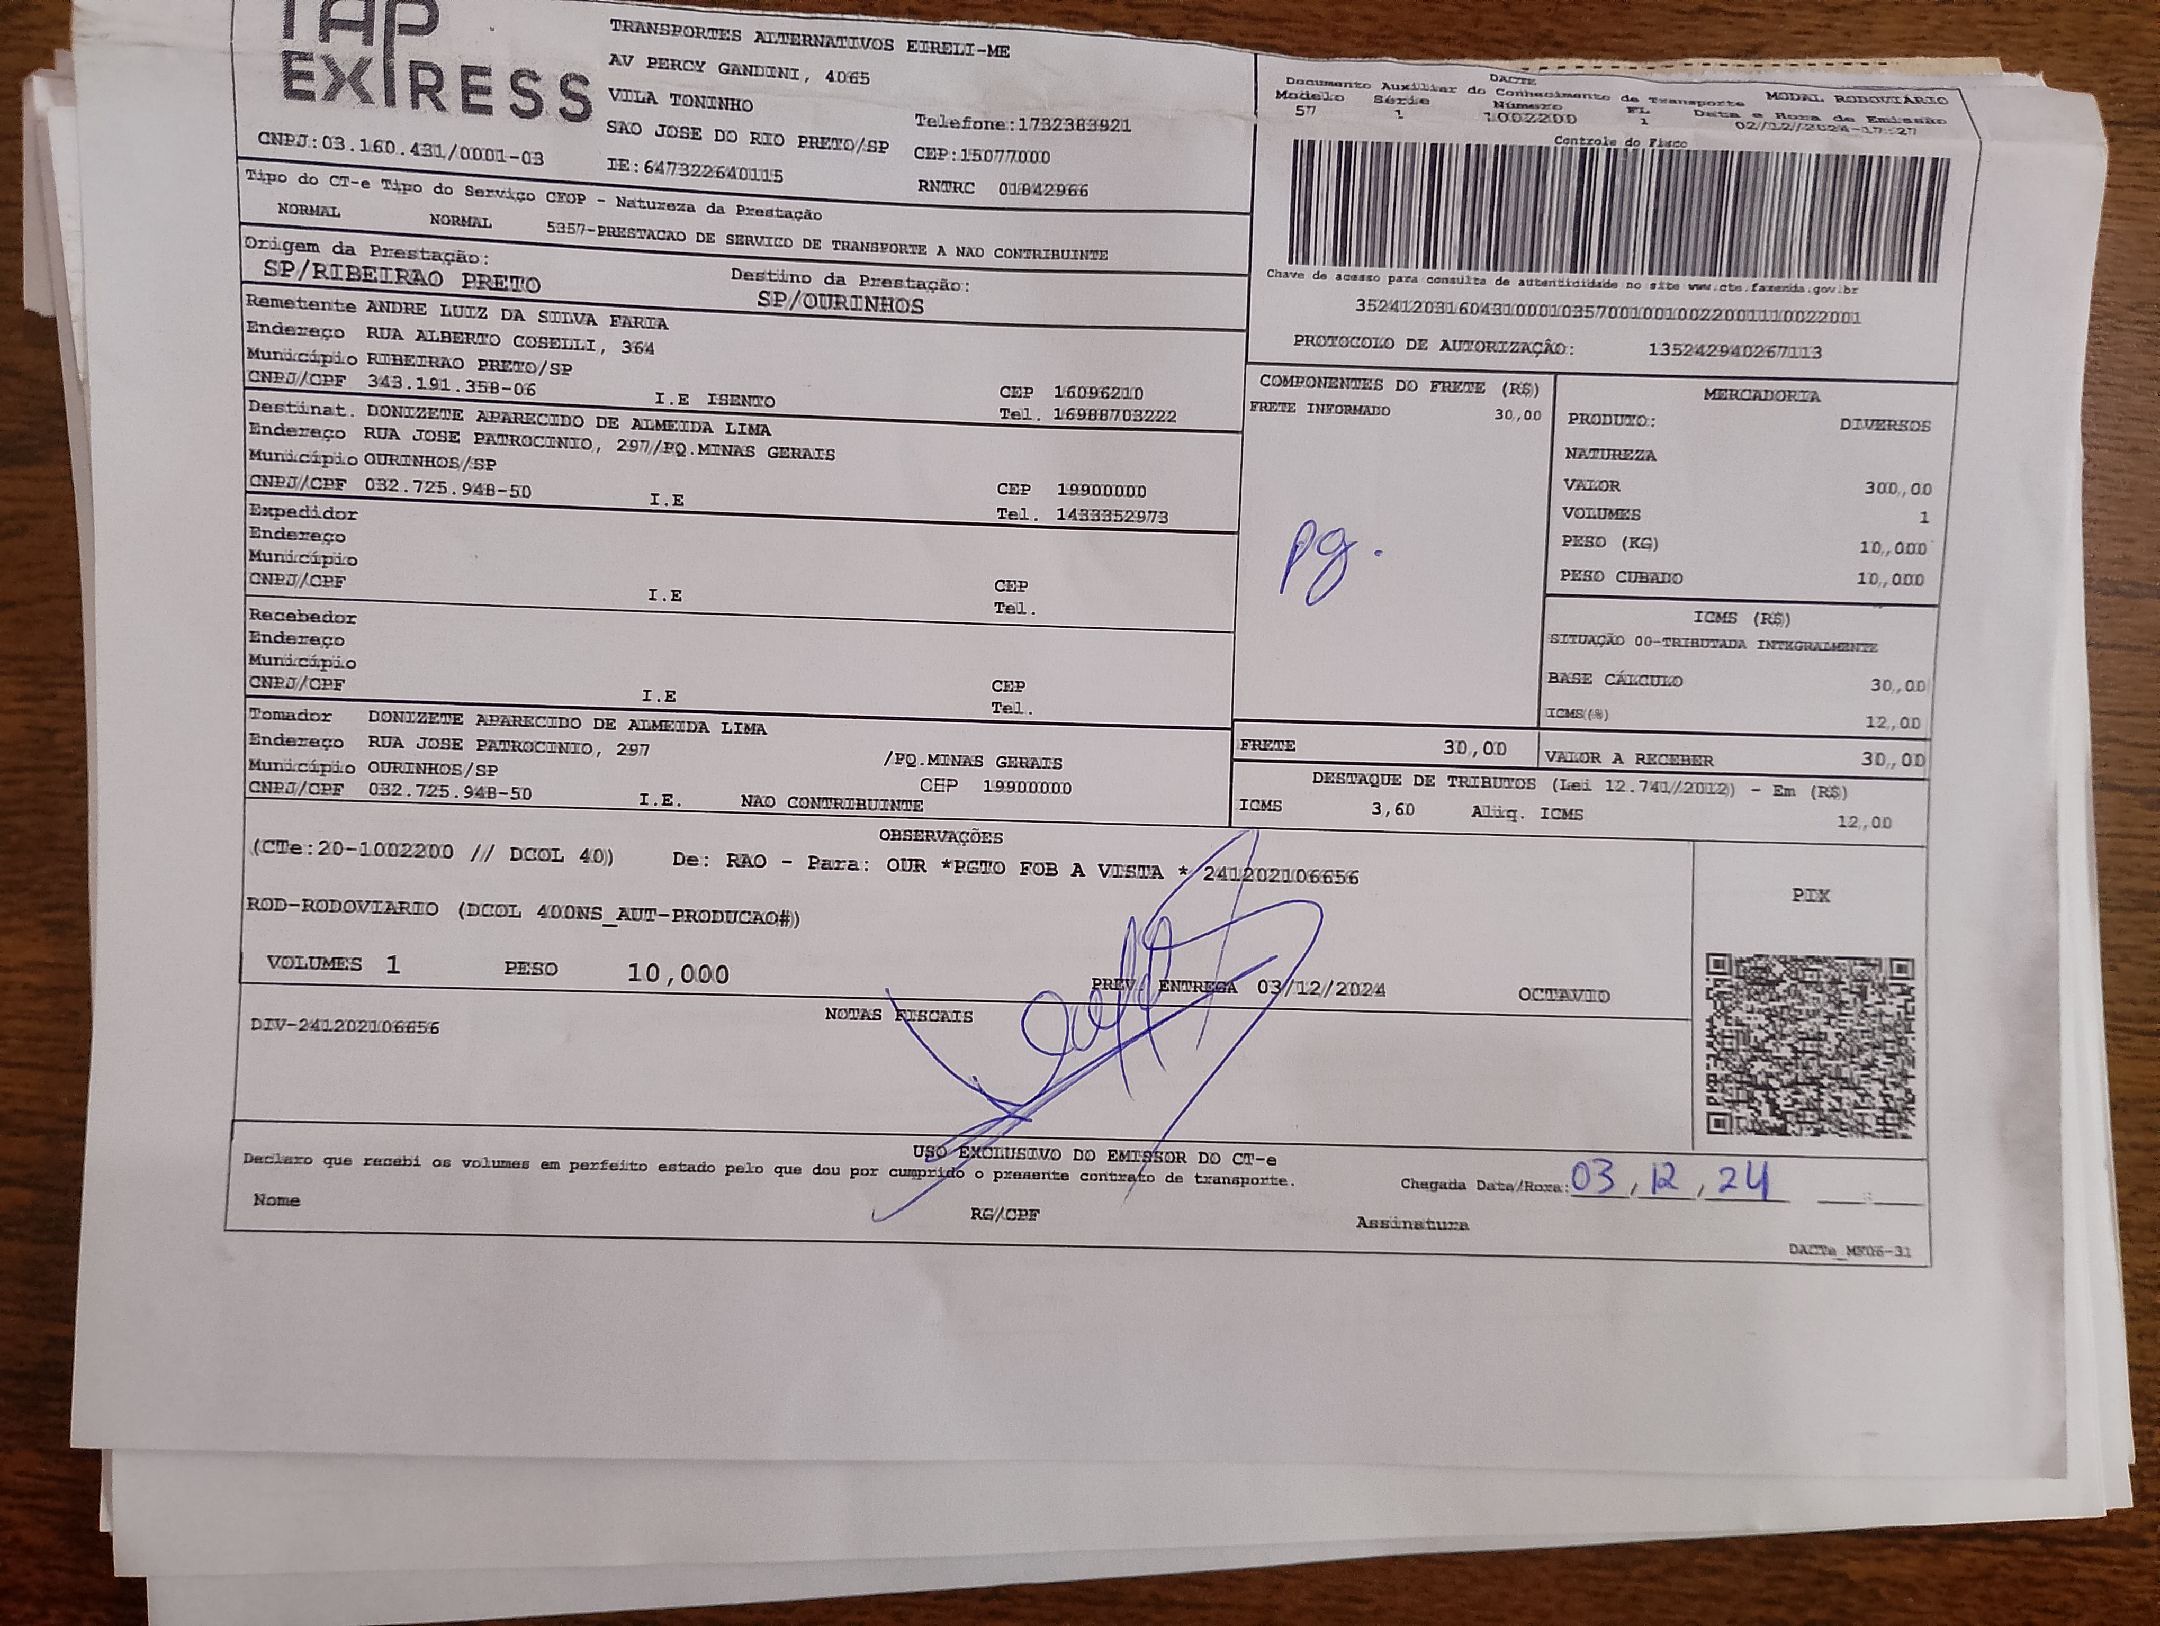 TAP
EXPRESS
TRANSPORTES ALTERNATIVOS EIRELI-ME
AV PERCY GANDINI, 4065
VILA TONINHO
SAO JOSE DO RIO PRETO/SP
Telefone:1732383921
CEP:15077000
CNPJ:03.160.431/0001-03
IE:647322640115
RNTRC 01842966
DACTE
Documento Auxiliar do Conhecimento de Transporte MODAL RODOVIÁRIO
Modelo Série Número FL Data e Hora de Emissão
57 1 1002200 1 02/12/2024-17:27
Controle do Fisco
Chave de acesso para consulta de autenticidade no site www.cte.fazenda.gov.br
35241203160431000103570010010022001110022001
PROTOCOLO DE AUTORIZAÇÃO: 135242940267113
Tipo do CT-e Tipo do Serviço CFOP - Natureza da Prestação
NORMAL NORMAL 5357-PRESTACAO DE SERVICO DE TRANSPORTE A NAO CONTRIBUINTE
Origem da Prestação: Destino da Prestação:
SP/RIBEIRAO PRETO SP/OURINHOS
Remetente ANDRE LUIZ DA SILVA FARIA
Endereço RUA ALBERTO COSELLI, 364
Município RIBEIRAO PRETO/SP CEP 16096210
CNPJ/CPF 343.191.358-06 I.E ISENTO Tel. 16988703222
Destinat. DONIZETE APARECIDO DE ALMEIDA LIMA
Endereço RUA JOSE PATROCINIO, 297/PQ.MINAS GERAIS
Município OURINHOS/SP CEP 19900000
CNPJ/CPF 032.725.948-50 I.E Tel. 1433352973
Expedidor
Endereço
Município CEP
CNPJ/CPF I.E Tel.
Recebedor
Endereço
Município CEP
CNPJ/CPF I.E Tel.
Tomador DONIZETE APARECIDO DE ALMEIDA LIMA
Endereço RUA JOSE PATROCINIO, 297 /PQ.MINAS GERAIS
Município OURINHOS/SP CEP 19900000
CNPJ/CPF 032.725.948-50 I.E. NAO CONTRIBUINTE
COMPONENTES DO FRETE (R$)
FRETE INFORMADO 30,00
pg.
MERCADORIA
PRODUTO: DIVERSOS
NATUREZA
VALOR 300,00
VOLUMES 1
PESO (KG) 10,000
PESO CUBADO 10,000
ICMS (R$)
SITUAÇÃO 00-TRIBUTADA INTEGRALMENTE
BASE CÁLCULO 30,00
ICMS(%) 12,00
FRETE 30,00 VALOR A RECEBER 30,00
DESTAQUE DE TRIBUTOS (Lei 12.741/2012) - Em (R$)
ICMS 3,60 Aliq. ICMS 12,00
OBSERVAÇÕES
(CTe:20-1002200 // DCOL 40) De: RAO - Para: OUR *PGTO FOB A VISTA * 241202106656
ROD-RODOVIARIO (DCOL 400NS_AUT-PRODUCAO#)
VOLUMES 1 PESO 10,000 PREV. ENTREGA 03/12/2024 OCTAVIO
PIX
NOTAS FISCAIS
DIV-241202106656
USO EXCLUSIVO DO EMISSOR DO CT-e
Declaro que recebi os volumes em perfeito estado pelo que dou por cumprido o presente contrato de transporte.
Chegada Data/Hora: 03, 12, 24
Nome RG/CPF Assinatura
DACTe_MF06-31